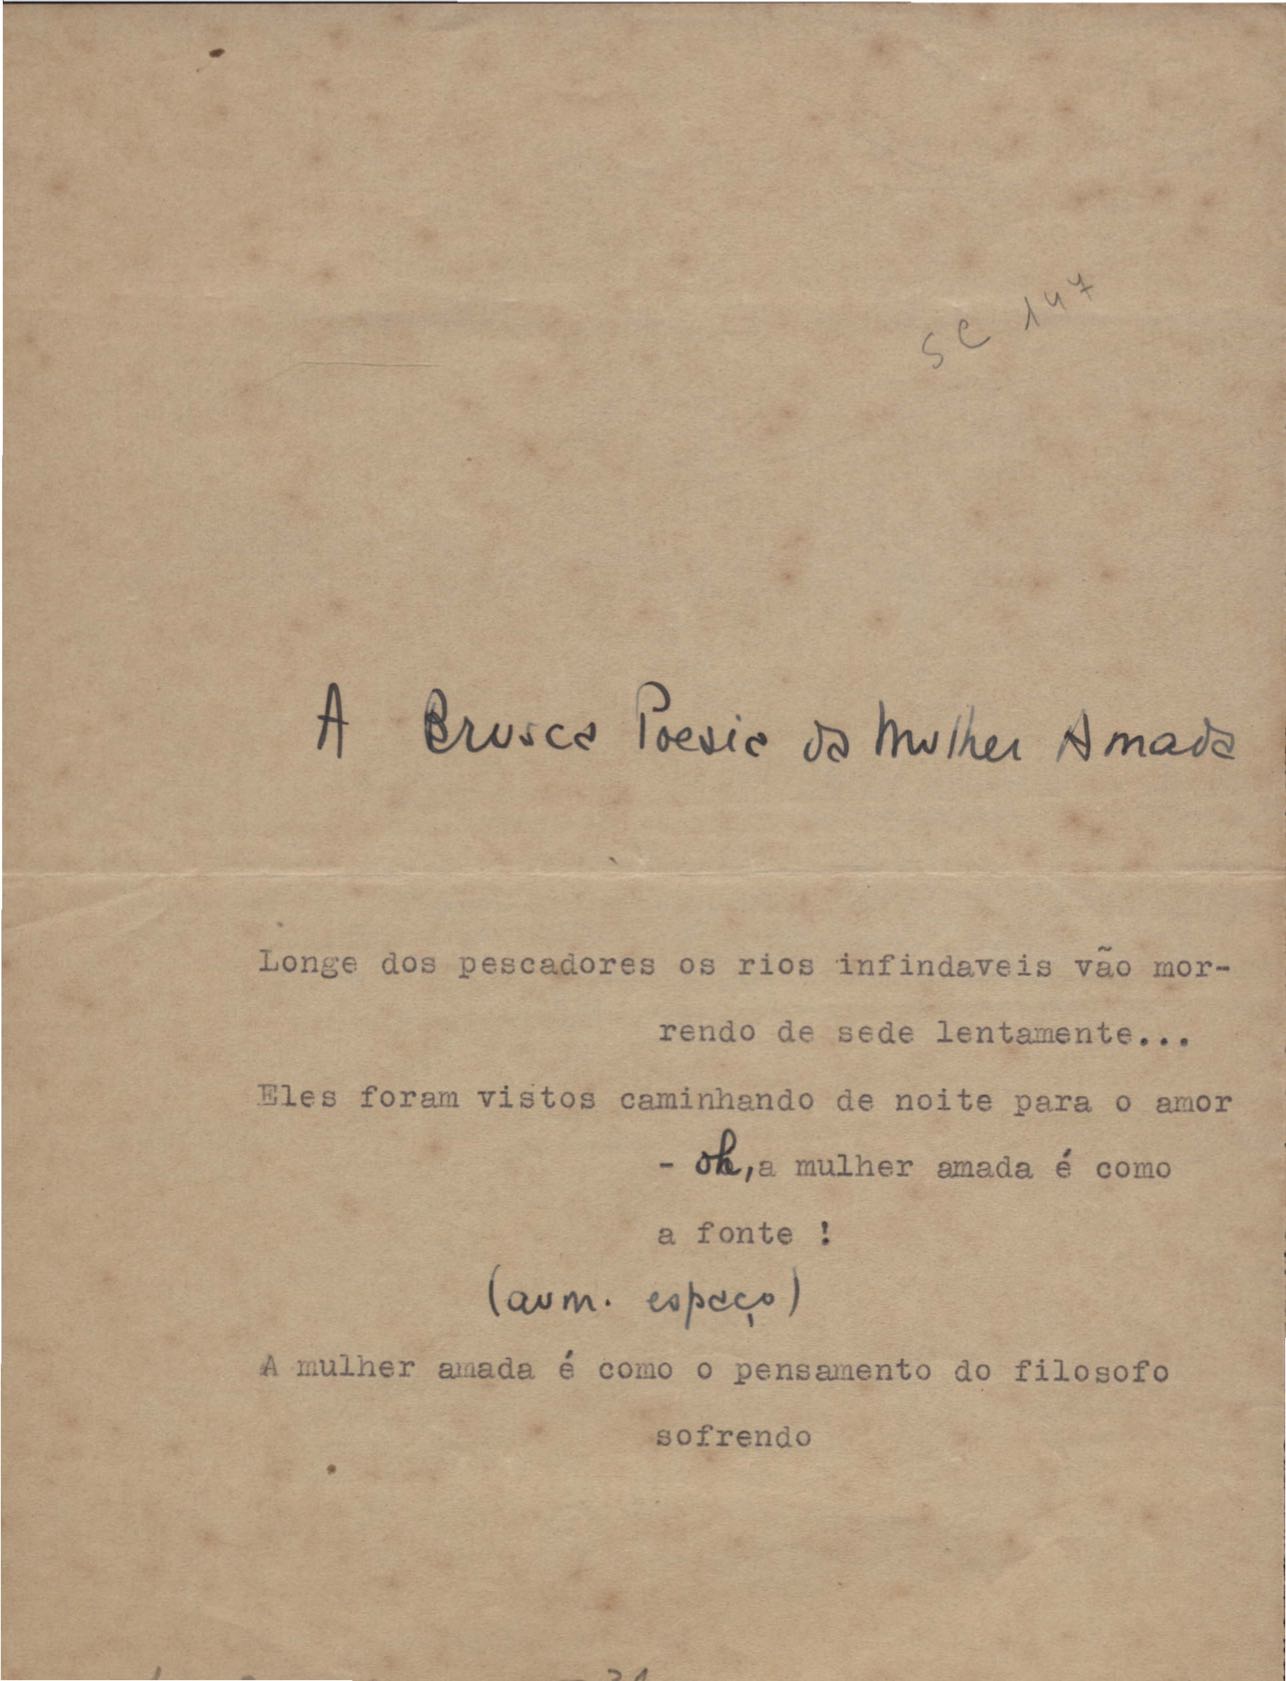 SC 147
A Brusca Poesia da Mulher Amada
Longe dos pescadores os rios infindaveis vão mor-
rendo de sede lentamente...
Eles foram vistos caminhando de noite para o amor
- oh, a mulher amada é como
a fonte !
(aum. espaço)
A mulher amada é como o pensamento do filosofo
sofrendo